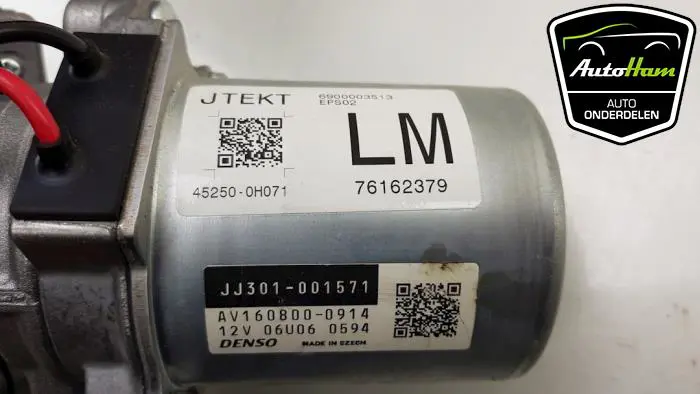 JTEKT
6900003513
EPS02
LM
45250-0H071
76162379
JJ301-001571
AV160800-0914
12V 06U06 0594
DENSO MADE IN CZECH
AutoHam
AUTO
ONDERDELEN